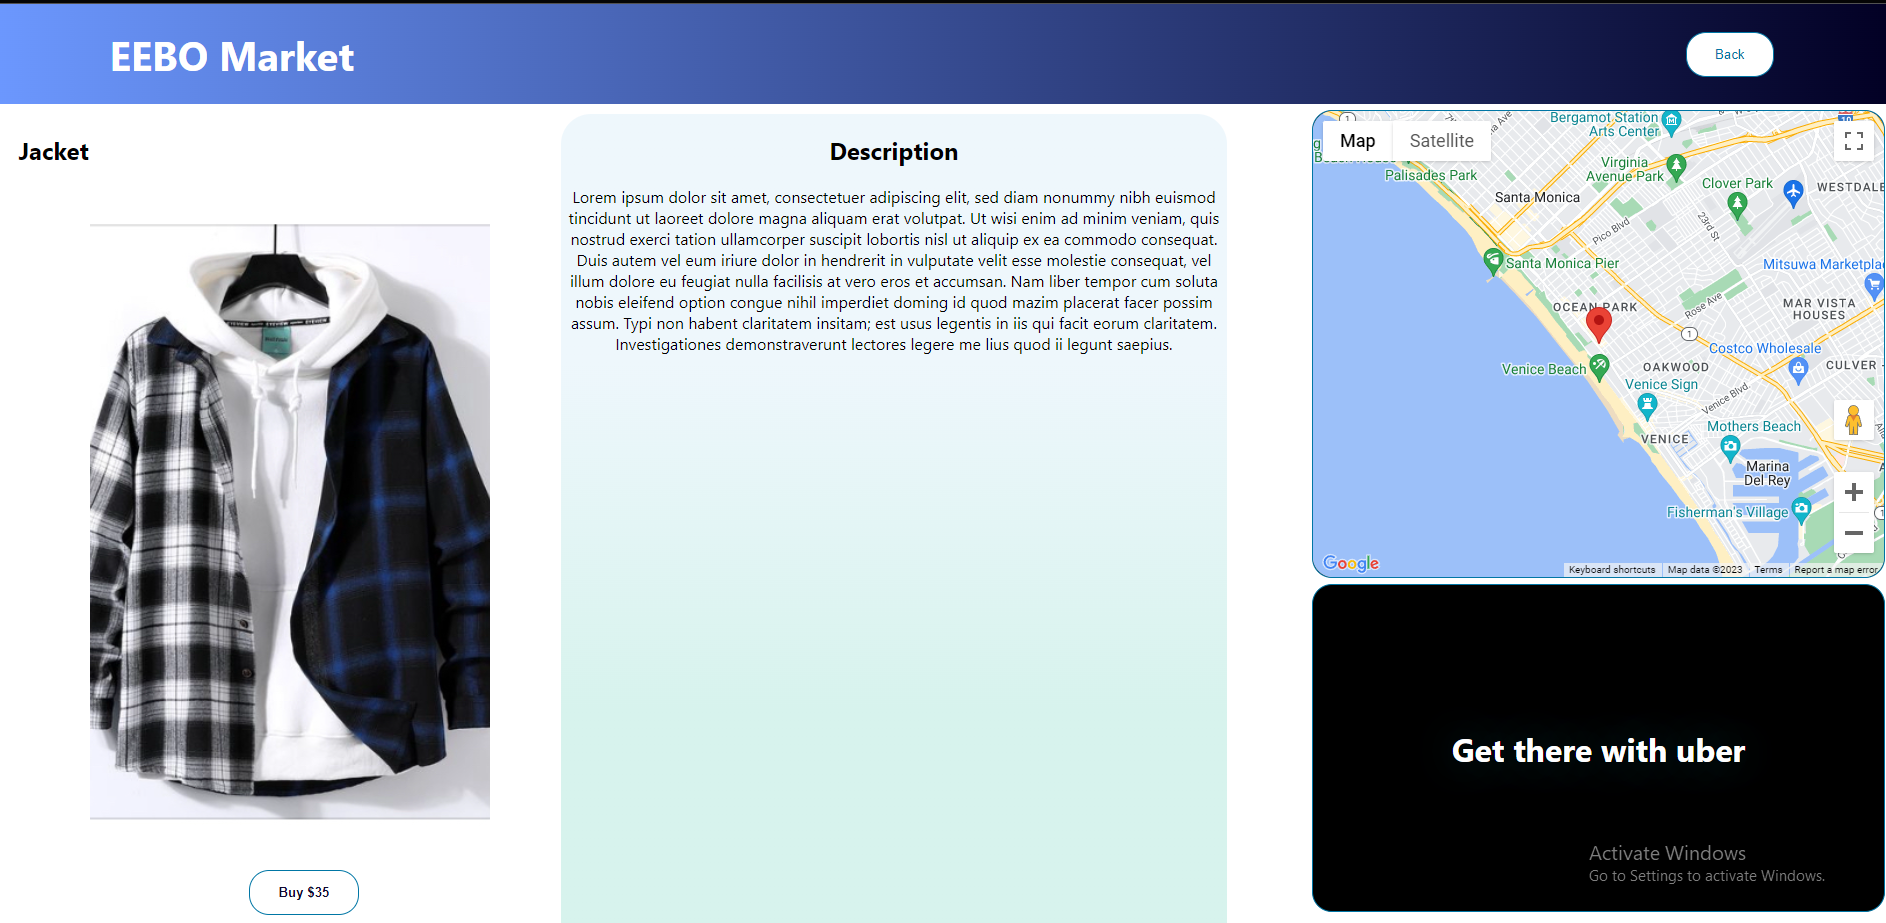 EEBO Market
Back
Jacket
Buy $35
Description
Lorem ipsum dolor sit amet, consectetuer adipiscing elit, sed diam nonummy nibh euismod
tincidunt ut laoreet dolore magna aliquam erat volutpat. Ut wisi enim ad minim veniam, quis
nostrud exerci tation ullamcorper suscipit lobortis nisl ut aliquip ex ea commodo consequat.
Duis autem vel eum iriure dolor in hendrerit in vulputate velit esse molestie consequat, vel
illum dolore eu feugiat nulla facilisis at vero eros et accumsan. Nam liber tempor cum soluta
nobis eleifend option congue nihil imperdiet doming id quod mazim placerat facer possim
assum. Typi non habent claritatem insitam; est usus legentis in iis qui facit eorum claritatem.
Investigationes demonstraverunt lectores legere me lius quod ii legunt saepius.
Map
Satellite
Bergamot Station
Arts Center
10
1
Virginia
Avenue Park
Palisades Park
Clover Park
WESTDALE
Santa Monica
23rd St
Pico Blvd
Santa Monica Pier
Mitsuwa Marketpla
OCEAN PARK
Rose Ave
MAR VISTA
HOUSES
1
Costco Wholesale
Venice Beach
OAKWOOD
CULVER
Venice Sign
Venice Blvd.
Mothers Beach
VENICE
Marina
Del Rey
Fisherman's Village
1
Google
Keyboard shortcuts
Map data ©2023
Terms
Report a map error
Get there with uber
Activate Windows
Go to Settings to activate Windows.